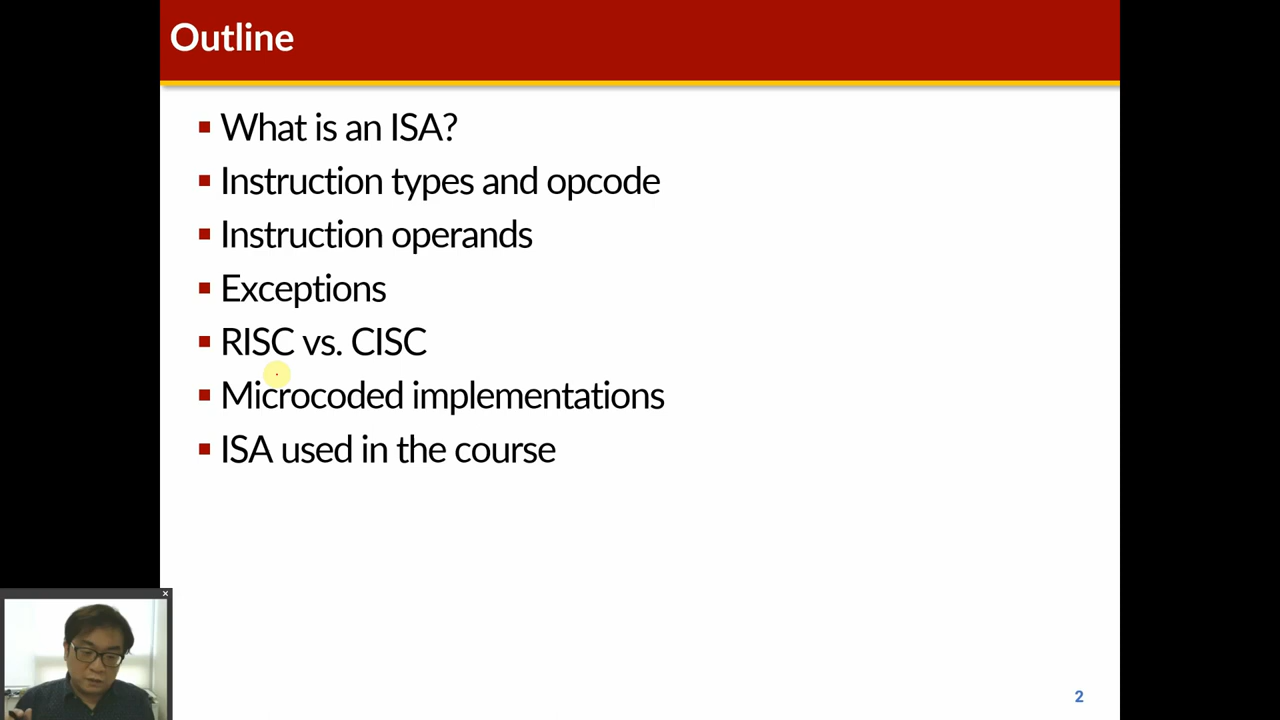 Outline
What is an ISA?
Instruction types and opcode
Instruction operands
Exceptions
RISC vs. CISC
Microcoded implementations
ISA used in the course
2